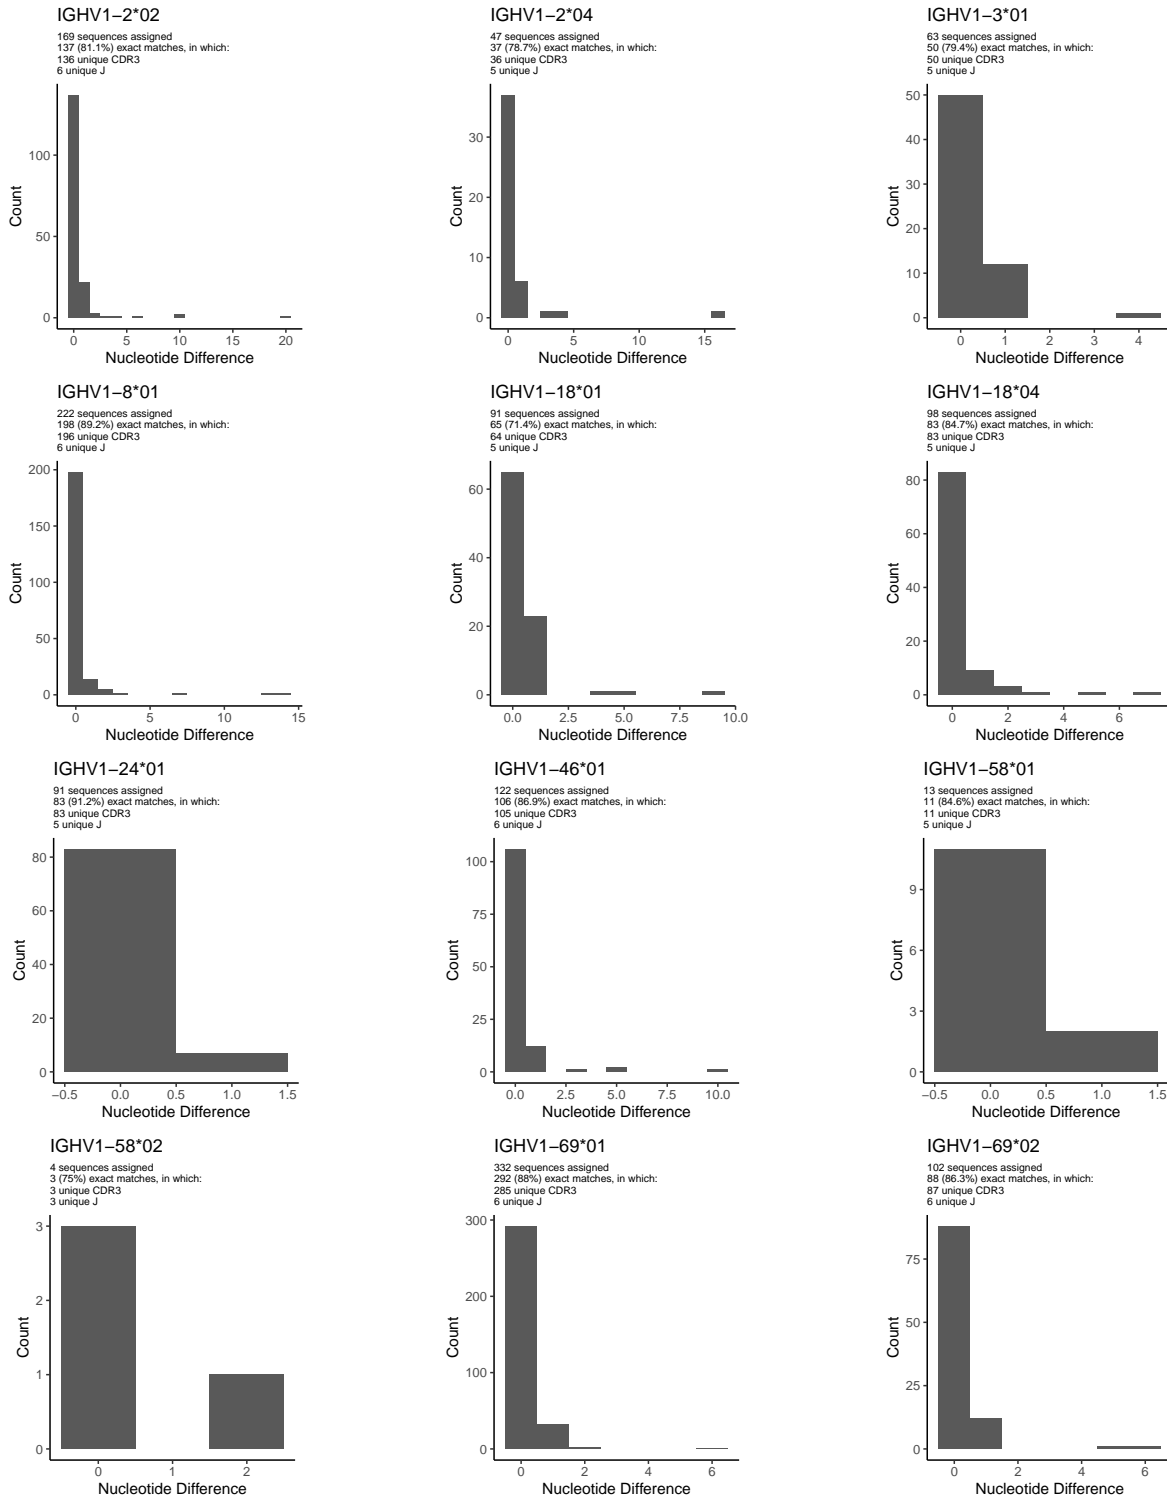 IGHV1−2*02
169 sequences assigned
137 (81.1%) exact matches, in which:
136 unique CDR3
6 unique J
100
50
0
Count
0 5 10 15 20
Nucleotide Difference
IGHV1−2*04
47 sequences assigned
37 (78.7%) exact matches, in which:
36 unique CDR3
6 unique J
30
20
10
0
Count
0 5 10 15
Nucleotide Difference
IGHV1−3*01
63 sequences assigned
50 (79.4%) exact matches, in which:
50 unique CDR3
5 unique J
50
40
30
20
10
0
Count
0 1 2 3 4
Nucleotide Difference
IGHV1−8*01
222 sequences assigned
198 (89.2%) exact matches, in which:
196 unique CDR3
6 unique J
200
150
100
50
0
Count
0 5 10 15
Nucleotide Difference
IGHV1−18*01
91 sequences assigned
65 (71.4%) exact matches, in which:
64 unique CDR3
5 unique J
60
40
20
0
Count
0.0 2.5 5.0 7.5 10.0
Nucleotide Difference
IGHV1−18*04
98 sequences assigned
83 (84.7%) exact matches, in which:
83 unique CDR3
5 unique J
80
60
40
20
0
Count
0 2 4 6
Nucleotide Difference
IGHV1−24*01
91 sequences assigned
83 (91.2%) exact matches, in which:
83 unique CDR3
5 unique J
80
60
40
20
0
Count
−0.5 0.0 0.5 1.0 1.5
Nucleotide Difference
IGHV1−46*01
122 sequences assigned
106 (86.9%) exact matches, in which:
105 unique CDR3
6 unique J
100
75
50
25
0
Count
0.0 2.5 5.0 7.5 10.0
Nucleotide Difference
IGHV1−58*01
13 sequences assigned
11 (84.6%) exact matches, in which:
11 unique CDR3
5 unique J
9
6
3
0
Count
−0.5 0.0 0.5 1.0 1.5
Nucleotide Difference
IGHV1−58*02
4 sequences assigned
3 (75%) exact matches, in which:
3 unique CDR3
3 unique J
3
2
1
0
Count
0 1 2
Nucleotide Difference
IGHV1−69*01
332 sequences assigned
292 (88%) exact matches, in which:
285 unique CDR3
6 unique J
300
200
100
0
Count
0 2 4 6
Nucleotide Difference
IGHV1−69*02
102 sequences assigned
88 (86.3%) exact matches, in which:
87 unique CDR3
6 unique J
75
50
25
0
Count
0 2 4 6
Nucleotide Difference